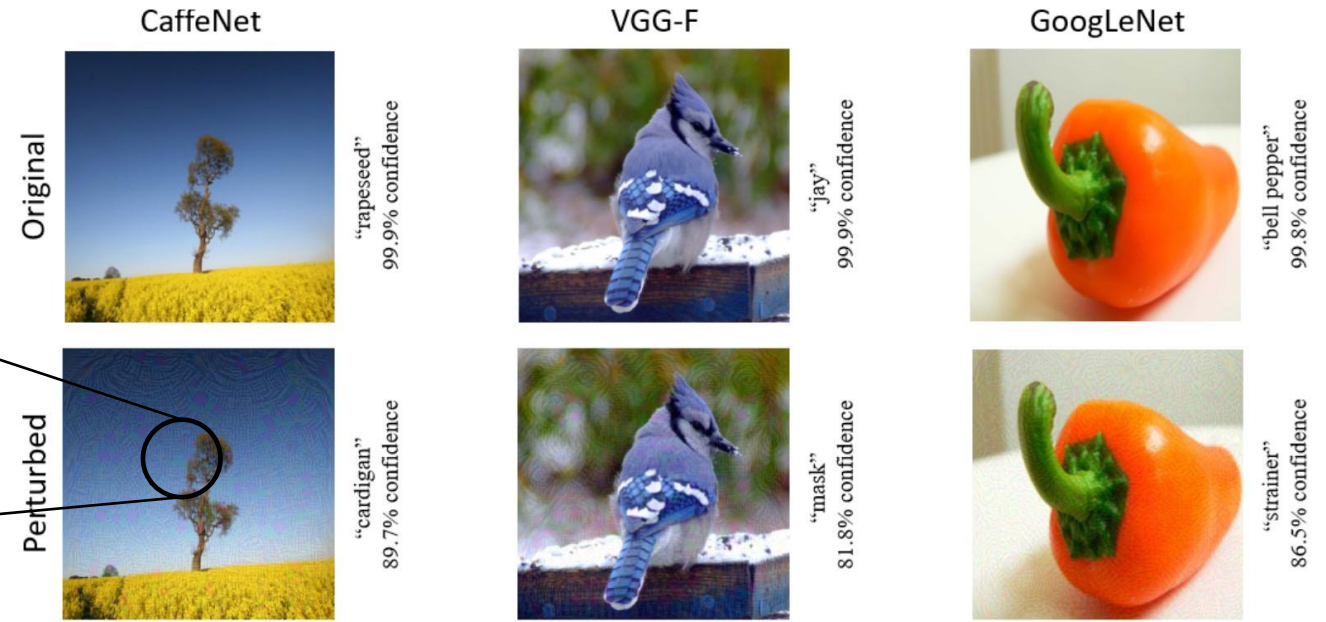 CaffeNet VGG-F GoogLeNet
Original
“rapeseed”
99.9% confidence
“jay”
99.9% confidence
“bell pepper”
99.8% confidence
Perturbed
“cardigan”
89.7% confidence
“mask”
81.8% confidence
“strainer”
86.5% confidence